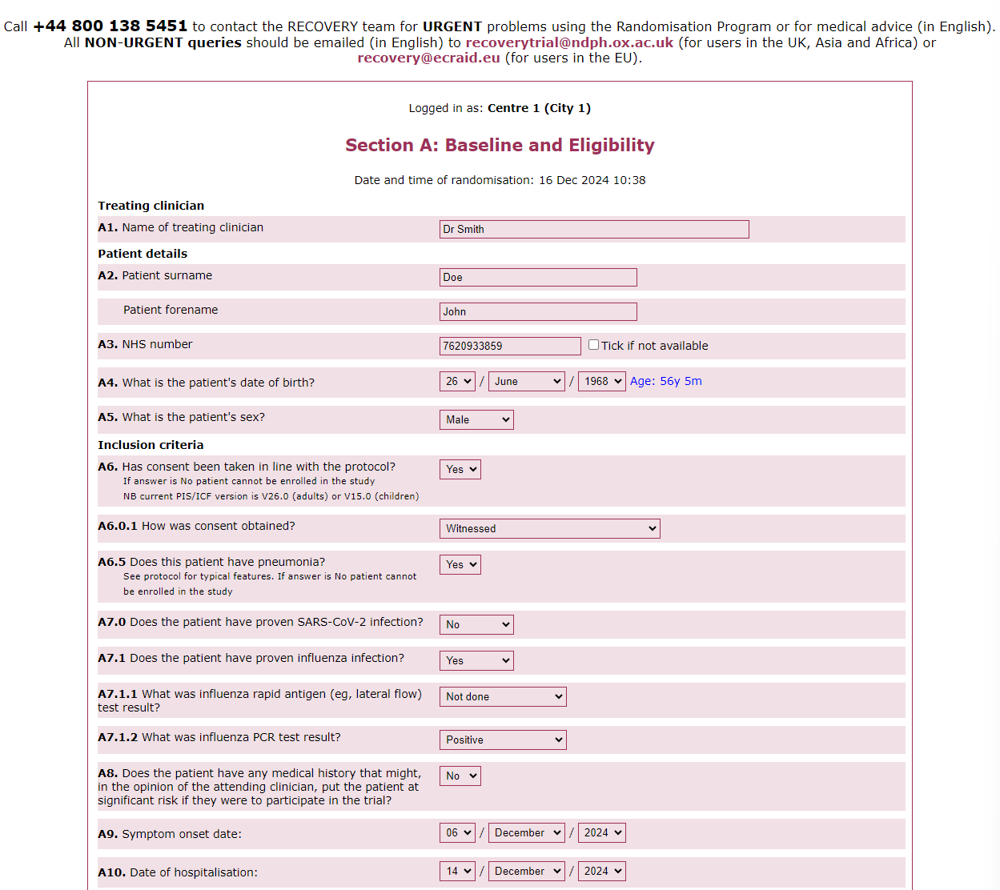 Call +44 800 138 5451 to contact the RECOVERY team for URGENT problems using the Randomisation Program or for medical advice (in English).
All NON-URGENT queries should be emailed (in English) to recoverytrial@ndph.ox.ac.uk (for users in the UK, Asia and Africa) or
recovery@ecraid.eu (for users in the EU).
Logged in as: Centre 1 (City 1)
Section A: Baseline and Eligibility
Date and time of randomisation: 16 Dec 2024 10:38
Treating clinician
A1. Name of treating clinician Dr Smith
Patient details
A2. Patient surname Doe
Patient forename John
A3. NHS number 7620933859 Tick if not available
A4. What is the patient's date of birth? 26 / June / 1968 Age: 56y 5m
A5. What is the patient's sex? Male
Inclusion criteria
A6. Has consent been taken in line with the protocol? Yes
If answer is No patient cannot be enrolled in the study
NB current PIS/ICF version is V26.0 (adults) or V15.0 (children)
A6.0.1 How was consent obtained? Witnessed
A6.5 Does this patient have pneumonia? Yes
See protocol for typical features. If answer is No patient cannot
be enrolled in the study
A7.0 Does the patient have proven SARS-CoV-2 infection? No
A7.1 Does the patient have proven influenza infection? Yes
A7.1.1 What was influenza rapid antigen (eg, lateral flow) Not done
test result?
A7.1.2 What was influenza PCR test result? Positive
A8. Does the patient have any medical history that might, No
in the opinion of the attending clinician, put the patient at
significant risk if they were to participate in the trial?
A9. Symptom onset date: 06 / December / 2024
A10. Date of hospitalisation: 14 / December / 2024